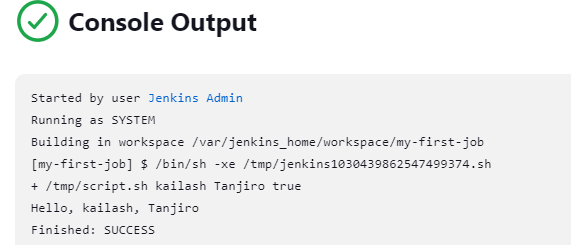 Console Output
Started by user Jenkins Admin
Running as SYSTEM
Building in workspace /var/jenkins_home/workspace/my-first-job
[my-first-job] $ /bin/sh -xe /tmp/jenkins1030439862547499374.sh
+ /tmp/script.sh kailash Tanjiro true
Hello, kailash, Tanjiro
Finished: SUCCESS